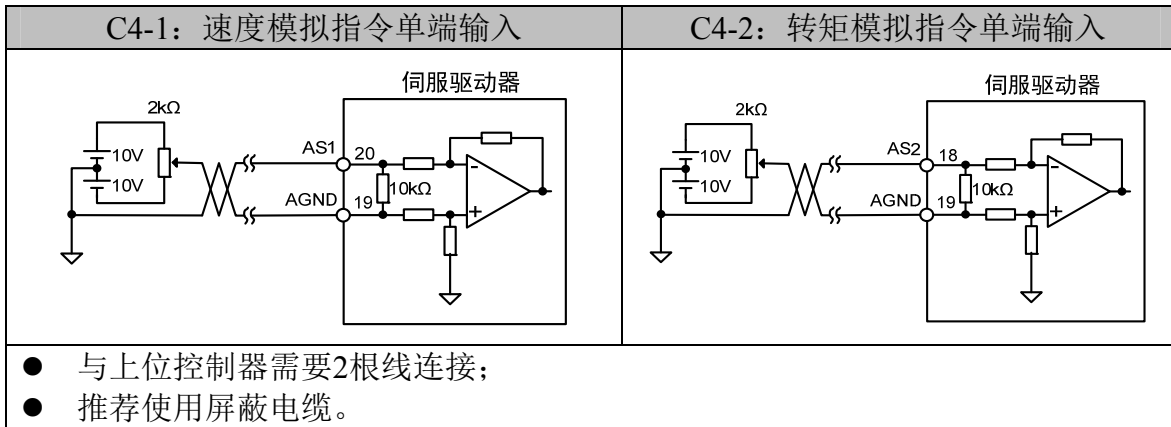 C4-1：速度模拟指令单端输入
C4-2：转矩模拟指令单端输入
伺服驱动器
2kΩ
10V
10V
AS1
20
10kΩ
AGND
19
-
+
伺服驱动器
2kΩ
10V
10V
AS2
18
10kΩ
AGND
19
-
+
● 与上位控制器需要2根线连接；
● 推荐使用屏蔽电缆。